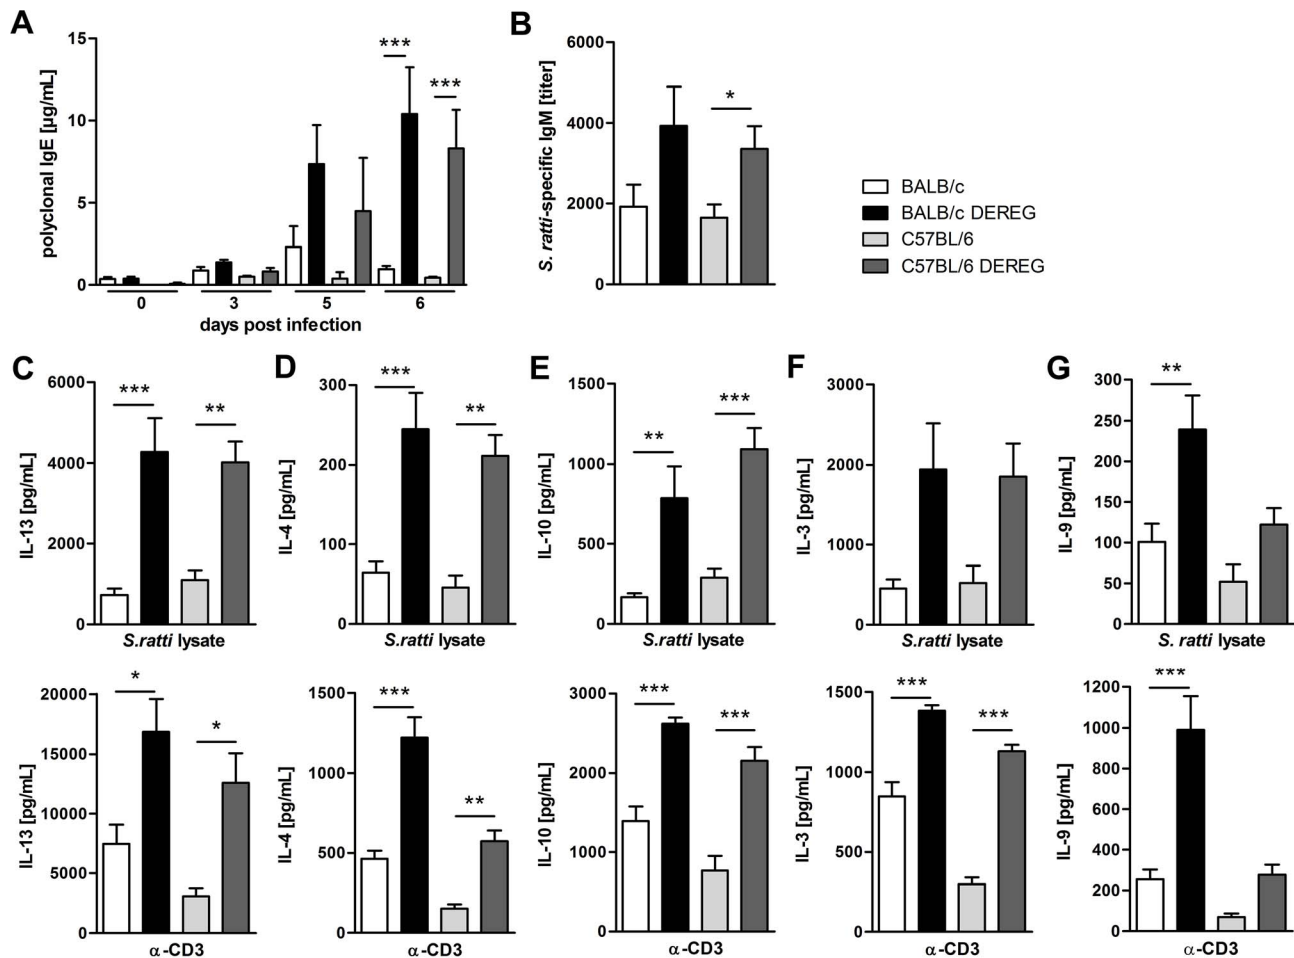 A
15
10
5
0
polyclonal IgE [µg/mL]
***
***
0 3 5 6
days post infection
B
6000
4000
2000
0
S. ratti-specific IgM [titer]
*
BALB/c
BALB/c DEREG
C57BL/6
C57BL/6 DEREG
C
6000
4000
2000
0
IL-13 [pg/mL]
***
**
S.ratti lysate
D
300
200
100
0
IL-4 [pg/mL]
***
**
S.ratti lysate
E
1500
1000
500
0
IL-10 [pg/mL]
**
***
S.ratti lysate
F
3000
2000
1000
0
IL-3 [pg/mL]
S.ratti lysate
G
300
250
200
150
100
50
0
IL-9 [pg/mL]
**
S. ratti lysate
20000
15000
10000
5000
0
IL-13 [pg/mL]
*
*
α-CD3
1500
1000
500
0
IL-4 [pg/mL]
***
**
α-CD3
3000
2000
1000
0
IL-10 [pg/mL]
***
***
α-CD3
1500
1000
500
0
IL-3 [pg/mL]
***
***
α-CD3
1200
1000
800
600
400
200
0
IL-9 [pg/mL]
***
α-CD3